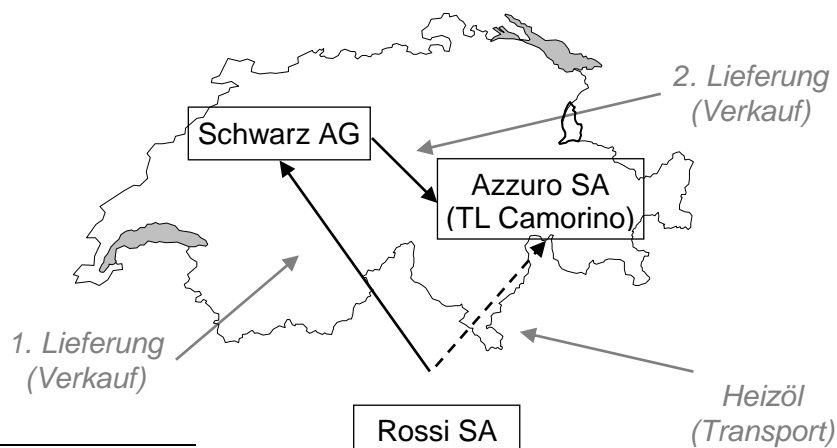 2. Lieferung
(Verkauf)
Schwarz AG
Azzuro SA
(TL Camorino)
1. Lieferung
(Verkauf)
Heizöl
(Transport)
Rossi SA